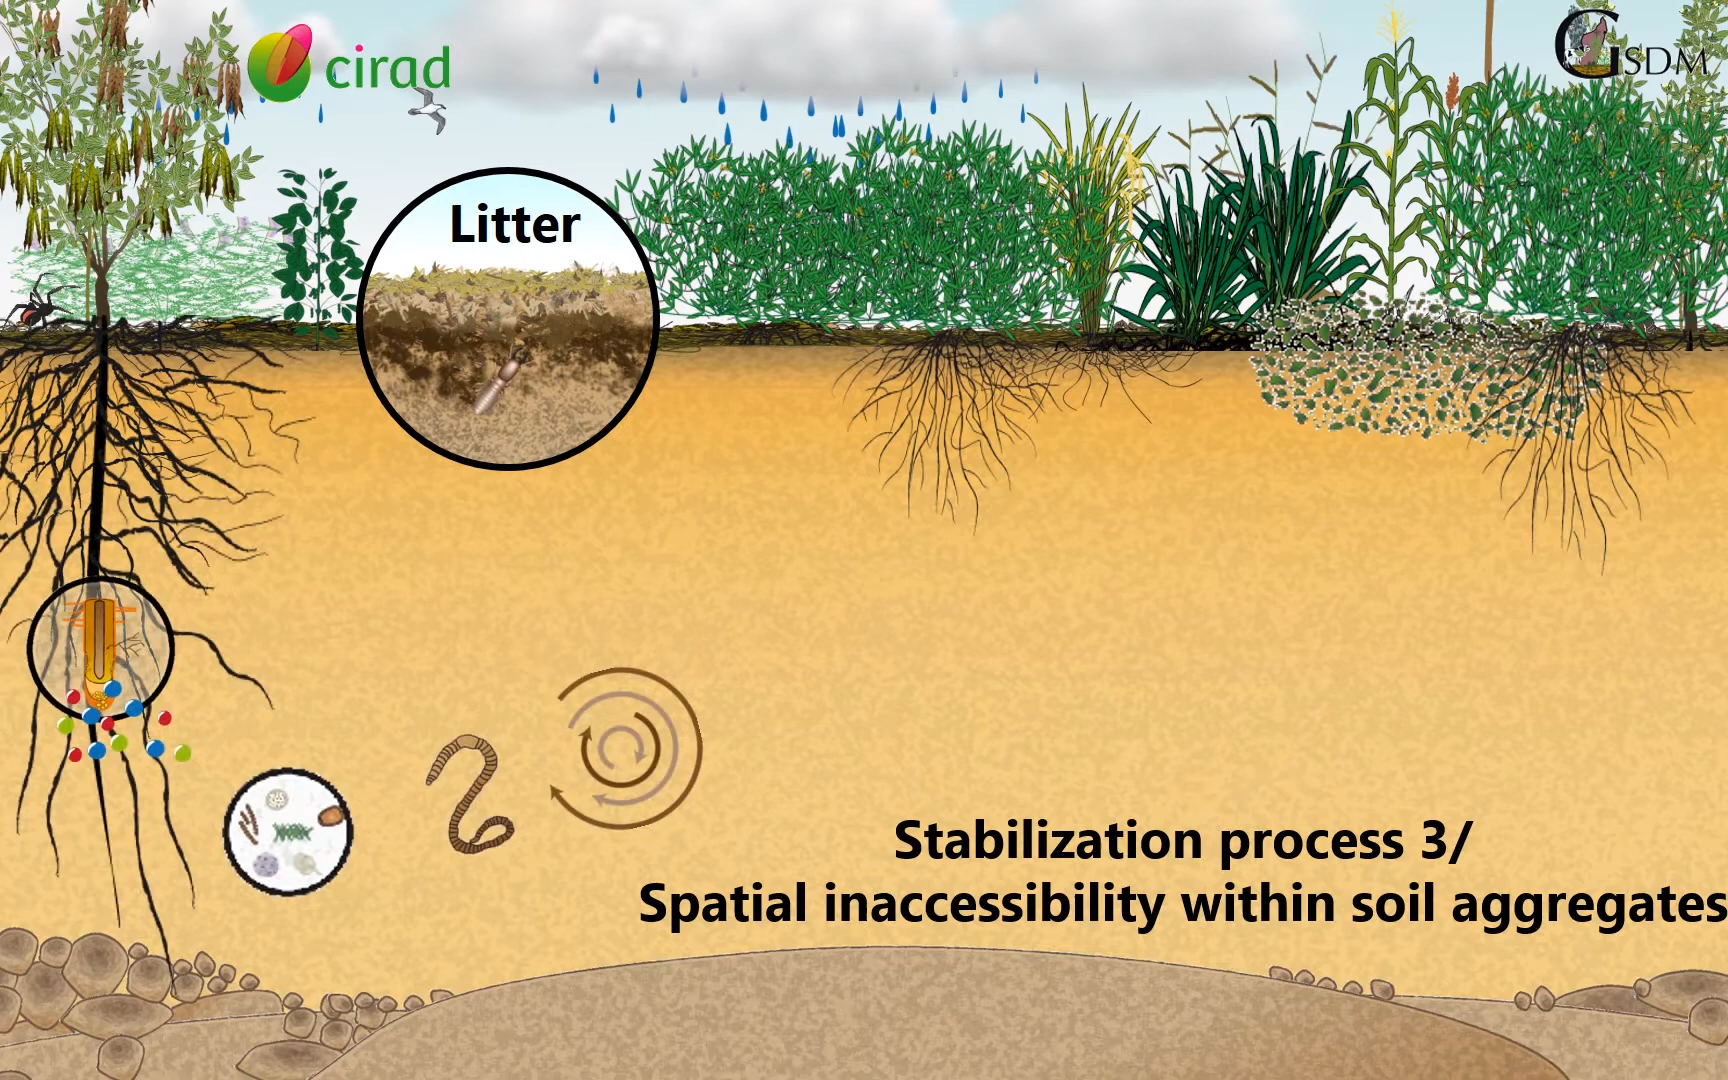 cirad
GSDM
Litter
Stabilization process 3/
Spatial inaccessibility within soil aggregates